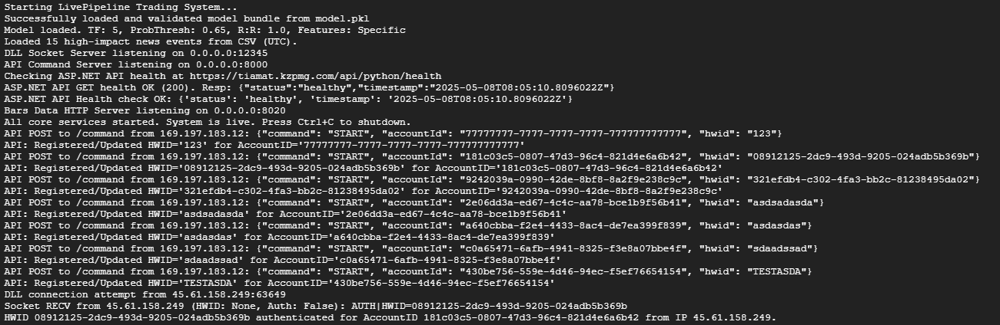 Starting LivePipeline Trading System...
Successfully loaded and validated model bundle from model.pkl
Model loaded. TF: 5, ProbThresh: 0.65, R:R: 1.0, Features: Specific
Loaded 15 high-impact news events from CSV (UTC).
DLL Socket Server listening on 0.0.0.0:12345
API Command Server listening on 0.0.0.0:8000
Checking ASP.NET API health at https://tiamat.kzpmg.com/api/python/health
ASP.NET API GET health OK (200). Resp: {"status":"healthy","timestamp":"2025-05-08T08:05:10.8096022Z"}
ASP.NET API Health check OK: {'status': 'healthy', 'timestamp': '2025-05-08T08:05:10.8096022Z'}
Bars Data HTTP Server listening on 0.0.0.0:8020
All core services started. System is live. Press Ctrl+C to shutdown.
API POST to /command from 169.197.183.12: {"command": "START", "accountId": "77777777-7777-7777-7777-777777777777", "hwid": "123"}
API: Registered/Updated HWID='123' for AccountID='77777777-7777-7777-7777-777777777777'
API POST to /command from 169.197.183.12: {"command": "START", "accountId": "181c03c5-0807-47d3-96c4-821d4e6a6b42", "hwid": "08912125-2dc9-493d-9205-024adb5b369b"}
API: Registered/Updated HWID='08912125-2dc9-493d-9205-024adb5b369b' for AccountID='181c03c5-0807-47d3-96c4-821d4e6a6b42'
API POST to /command from 169.197.183.12: {"command": "START", "accountId": "9242039a-0990-42de-8bf8-8a2f9e238c9c", "hwid": "321efdb4-c302-4fa3-bb2c-81238495da02"}
API: Registered/Updated HWID='321efdb4-c302-4fa3-bb2c-81238495da02' for AccountID='9242039a-0990-42de-8bf8-8a2f9e238c9c'
API POST to /command from 169.197.183.12: {"command": "START", "accountId": "2e06dd3a-ed67-4c4c-aa78-bce1b9f56b41", "hwid": "asdsadasda"}
API: Registered/Updated HWID='asdsadasda' for AccountID='2e06dd3a-ed67-4c4c-aa78-bce1b9f56b41'
API POST to /command from 169.197.183.12: {"command": "START", "accountId": "a640cbba-f2e4-4433-8ac4-de7ea399f839", "hwid": "asdasdas"}
API: Registered/Updated HWID='asdasdas' for AccountID='a640cbba-f2e4-4433-8ac4-de7ea399f839'
API POST to /command from 169.197.183.12: {"command": "START", "accountId": "c0a65471-6afb-4941-8325-f3e8a07bbe4f", "hwid": "sdaadssad"}
API: Registered/Updated HWID='sdaadssad' for AccountID='c0a65471-6afb-4941-8325-f3e8a07bbe4f'
API POST to /command from 169.197.183.12: {"command": "START", "accountId": "430be756-559e-4d46-94ec-f5ef76654154", "hwid": "TESTASDA"}
API: Registered/Updated HWID='TESTASDA' for AccountID='430be756-559e-4d46-94ec-f5ef76654154'
DLL connection attempt from 45.61.158.249:63649
Socket RECV from 45.61.158.249 (HWID: None, Auth: False): AUTH|HWID=08912125-2dc9-493d-9205-024adb5b369b
HWID 08912125-2dc9-493d-9205-024adb5b369b authenticated for AccountID 181c03c5-0807-47d3-96c4-821d4e6a6b42 from IP 45.61.158.249.